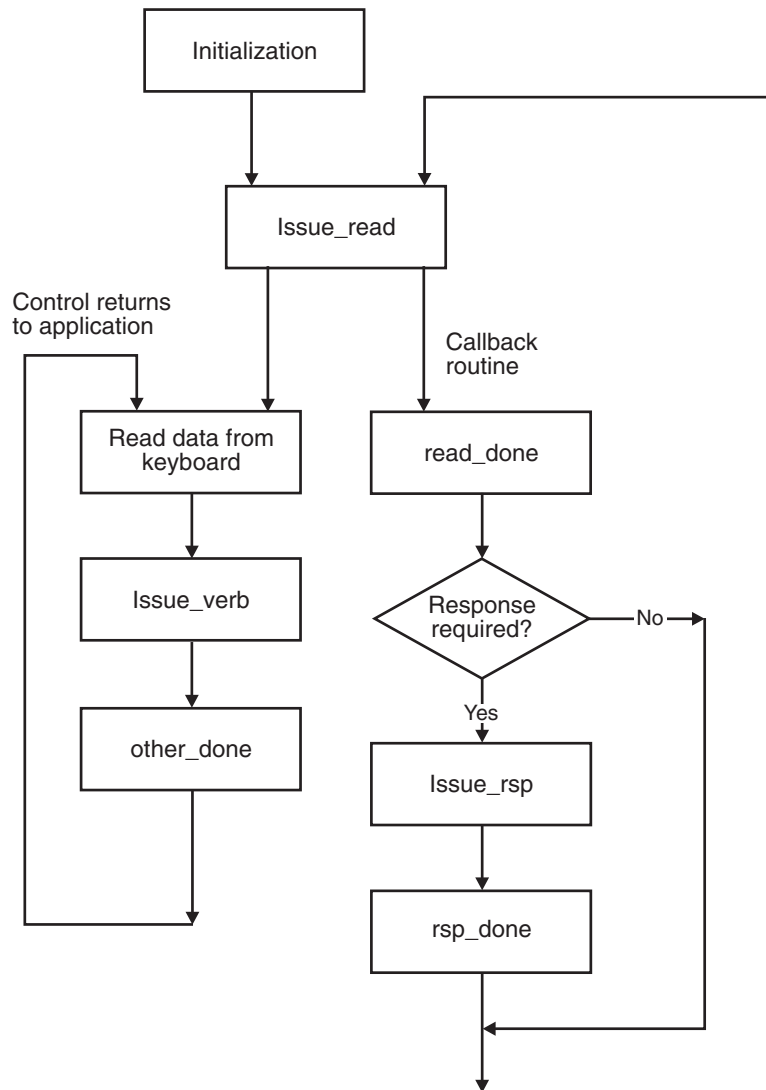 Initialization
Issue_read
Control returns
to application
Callback
routine
Read data from
keyboard
read_done
Issue_verb
Response
required?
No
Yes
other_done
Issue_rsp
rsp_done